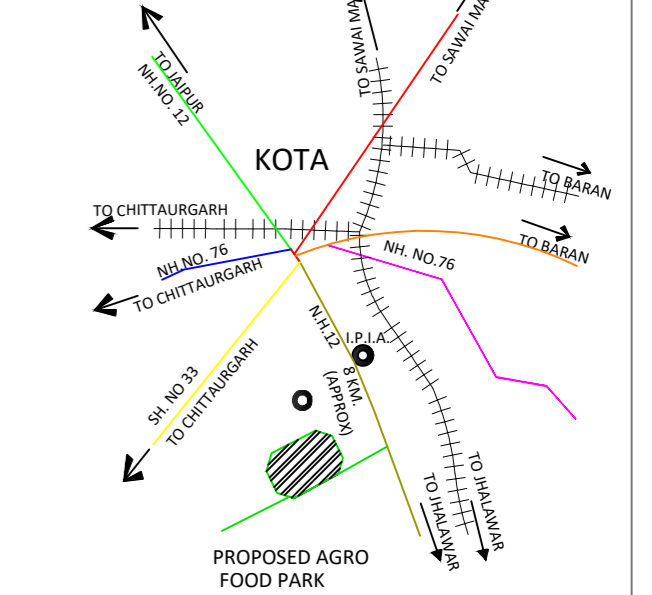 TO SAWAI MA
TO SAWAI MA
TO JAIPUR
NH.NO. 12
KOTA
TO BARAN
TO CHITTAURGARH
TO BARAN
NH.NO. 76
NH. NO.76
TO CHITTAURGARH
N.H.12
I.P.I.A.
8 KM.
(APPROX)
SH. NO 33
TO CHITTAURGARH
TO JHALAWAR
TO JHALAWAR
PROPOSED AGRO
FOOD PARK